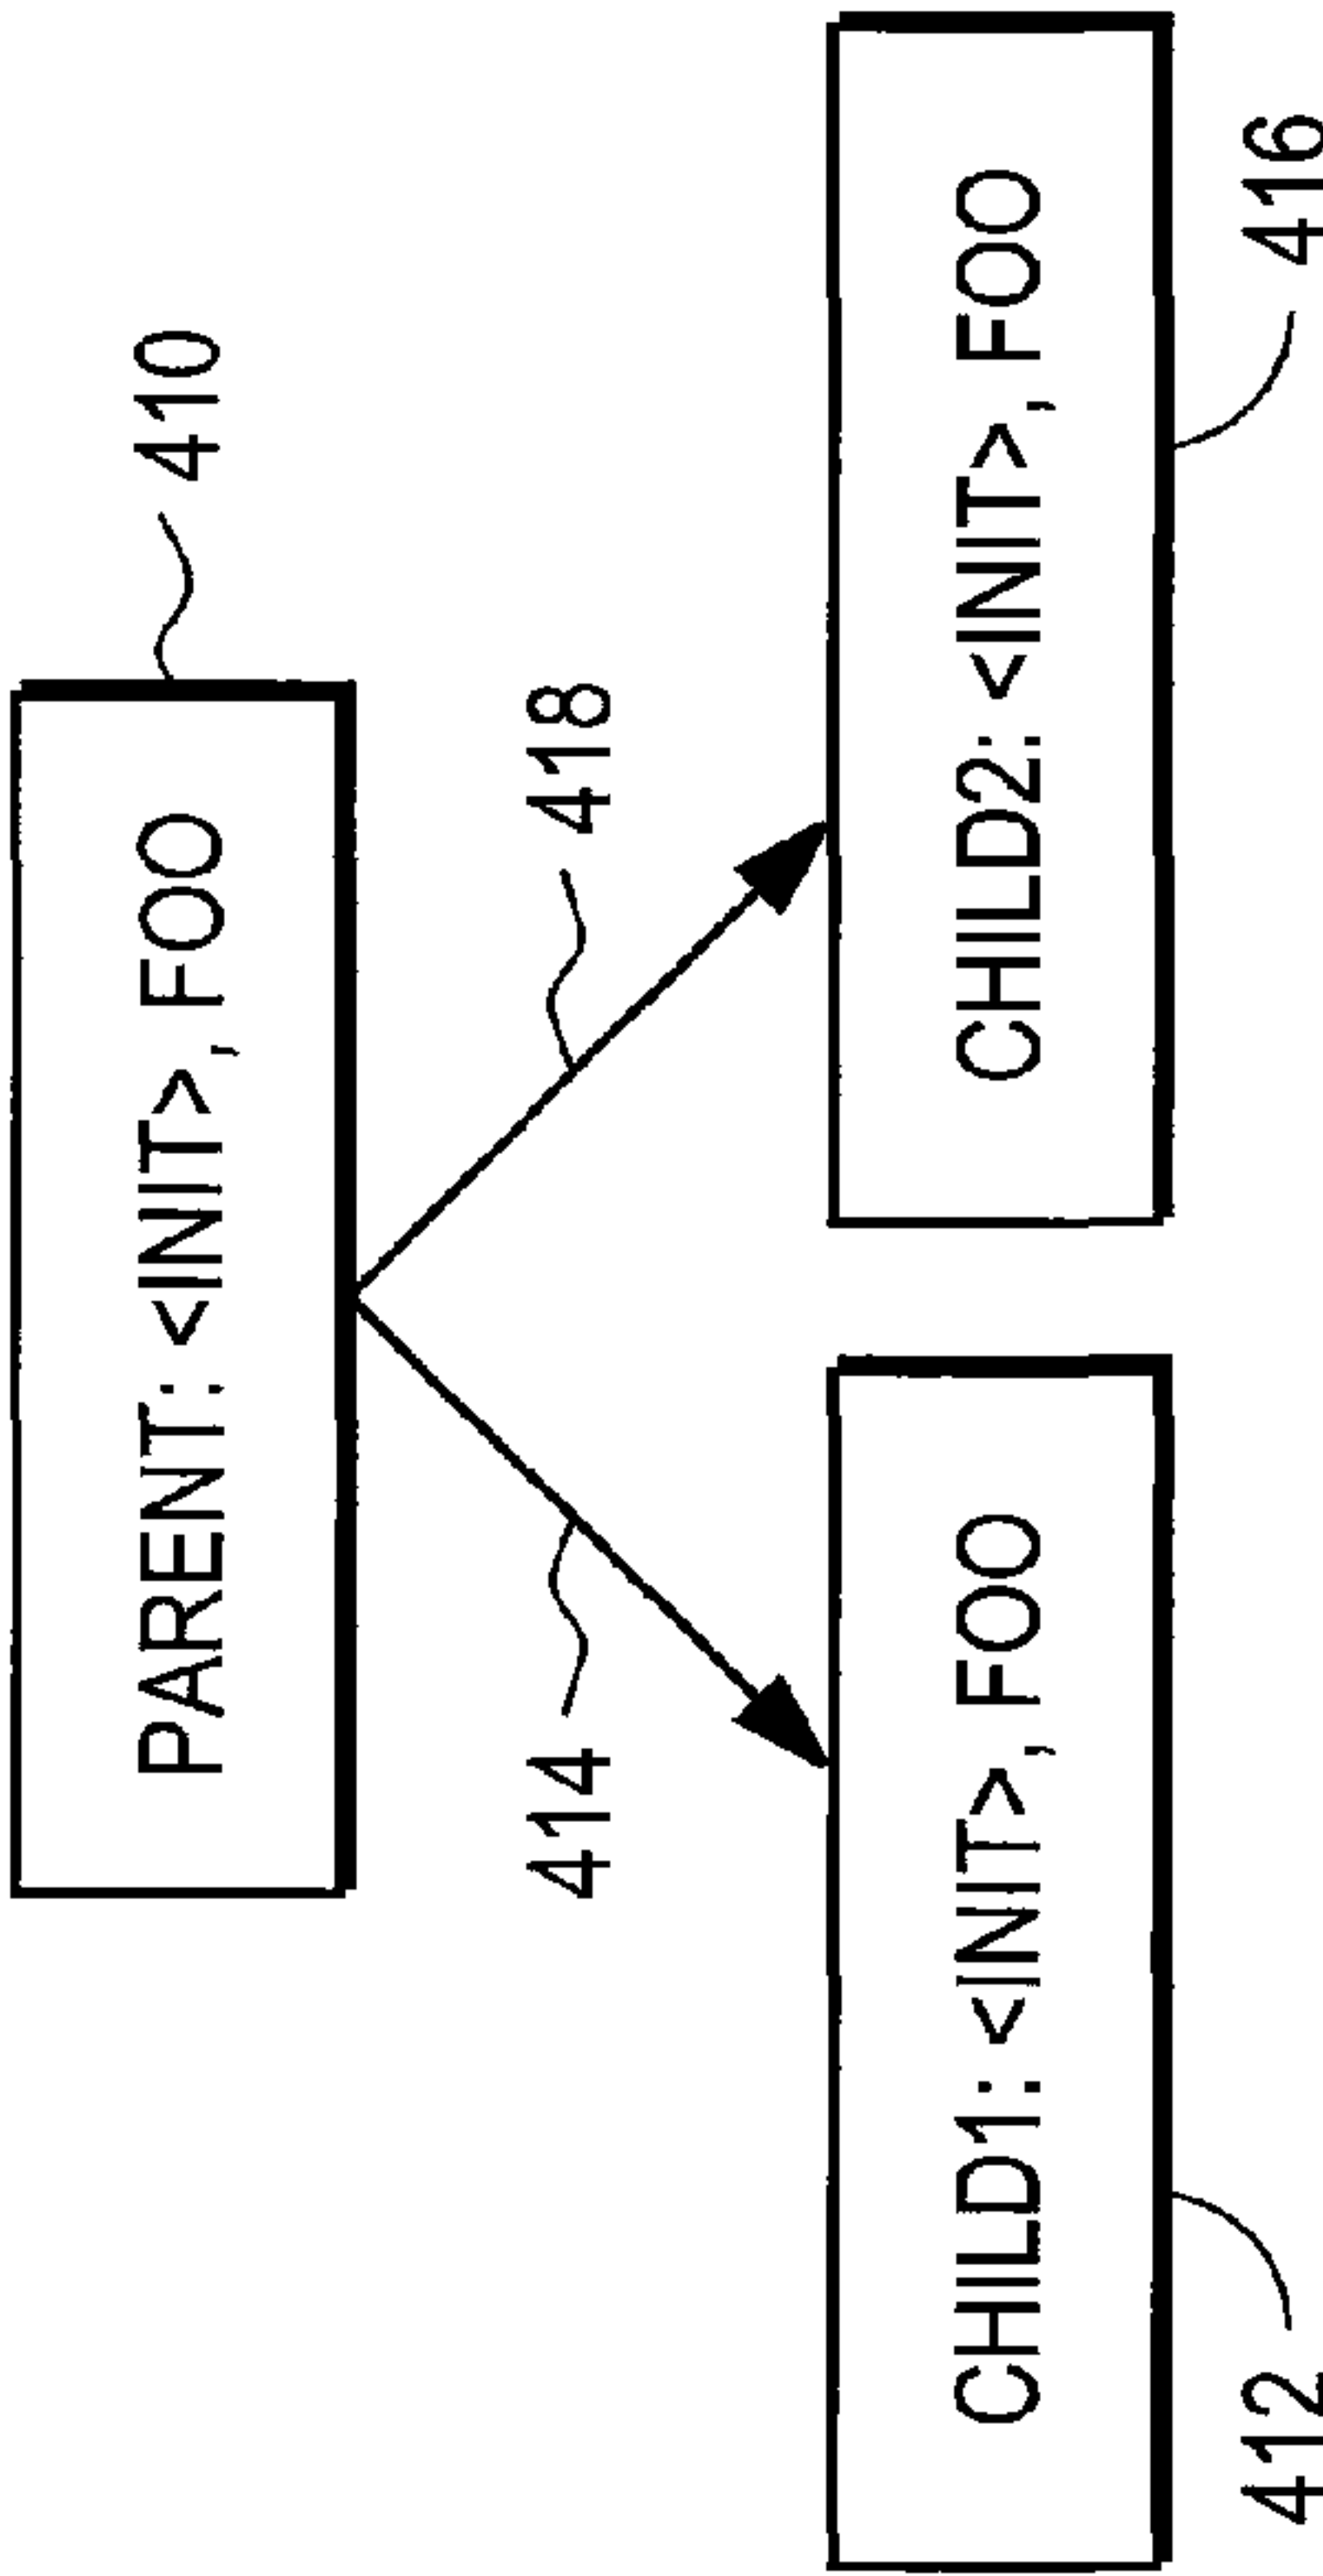 PARENT: <INIT>, FOO
410
414
418
CHILD1: <INIT>, FOO
CHILD2: <INIT>, FOO
412
416